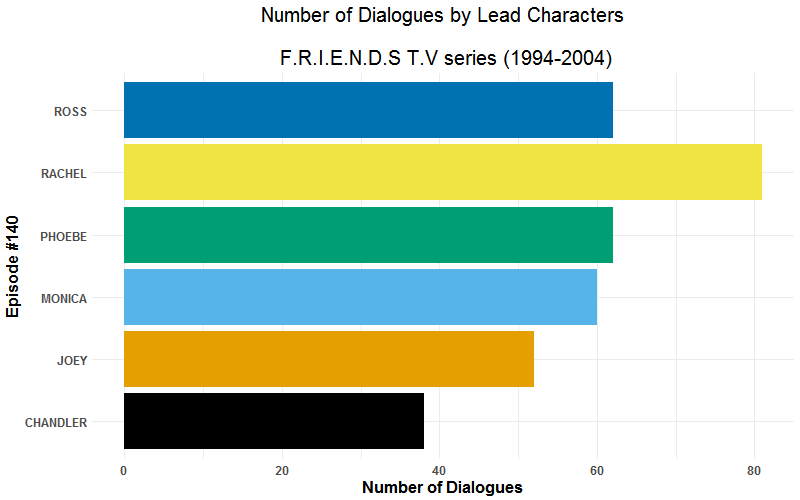 Number of Dialogues by Lead Characters
F.R.I.E.N.D.S T.V series (1994-2004)
ROSS
RACHEL
PHOEBE
MONICA
JOEY
CHANDLER
Episode #140
0 20 40 60 80
Number of Dialogues